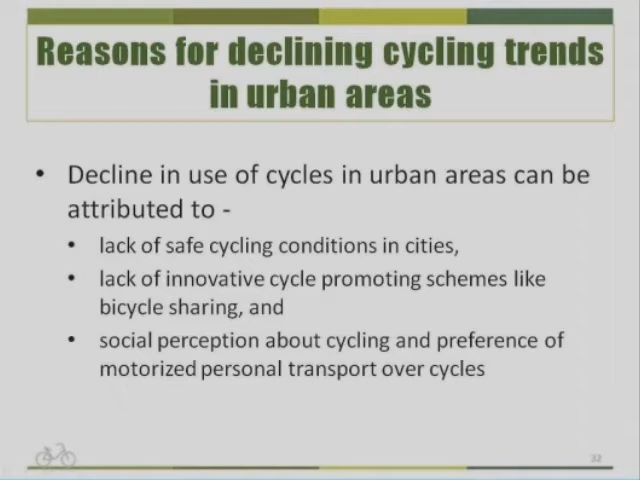 Reasons for declining cycling trends
in urban areas
• Decline in use of cycles in urban areas can be
attributed to -
• lack of safe cycling conditions in cities,
• lack of innovative cycle promoting schemes like
bicycle sharing, and
• social perception about cycling and preference of
motorized personal transport over cycles
32